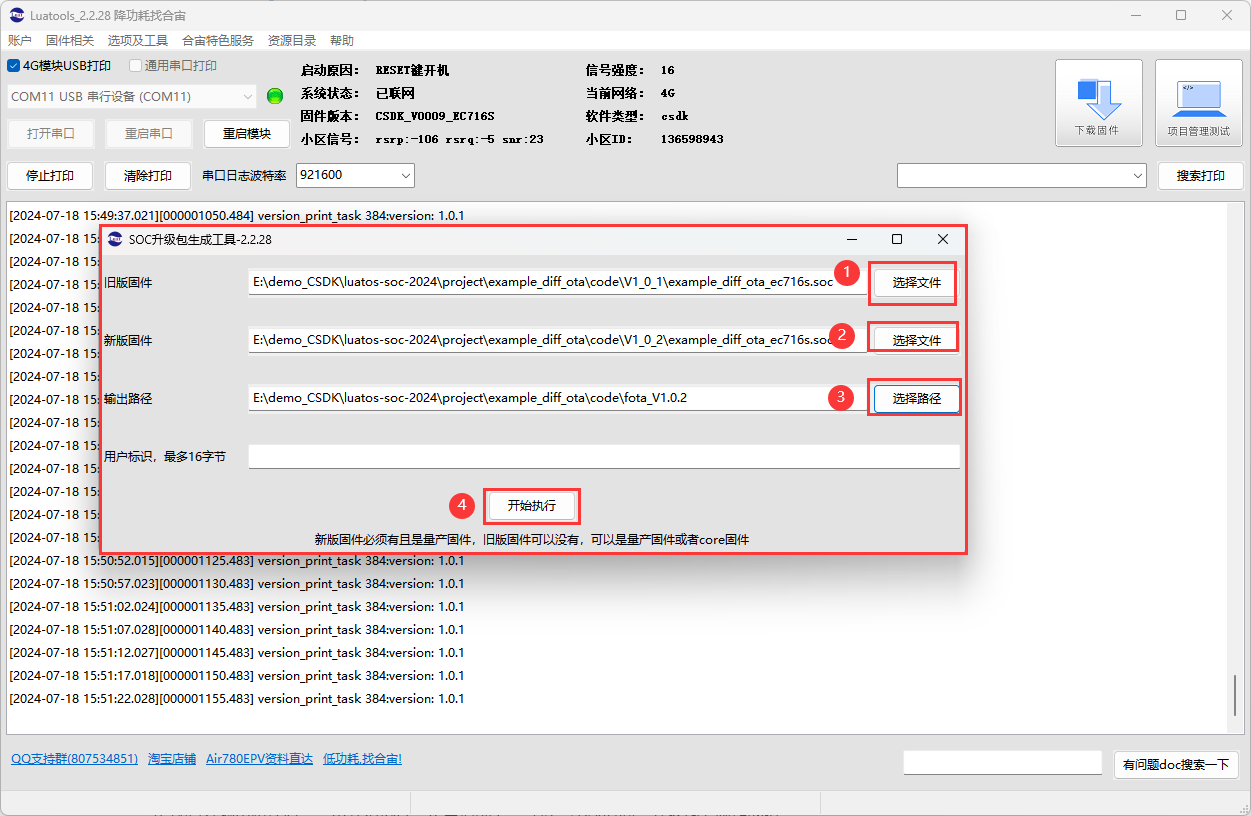 Luatools_2.2.28 降功耗找合宙
账户 固件相关 选项及工具 合宙特色服务 资源目录 帮助
4G模块USB打印 通用串口打印
启动原因： RESET键开机 信号强度： 16
COM11 USB 串行设备 (COM11)
系统状态： 已联网 当前网络： 4G
固件版本： CSDK_V0009_EC716S 软件类型： csdk
打开串口 重启串口 重启模块
小区信号： rsrp:-106 rsrq:-5 snr:23 小区ID： 136598943
下载固件 项目管理测试
停止打印 清除打印 串口日志波特率 921600 搜索打印
[2024-07-18 15:49:37.021][000001050.484] version_print_task 384:version: 1.0.1
[2024-07-18 15:
[2024-07-18 15:
[2024-07-18 15:
[2024-07-18 15:
[2024-07-18 15:
[2024-07-18 15:
[2024-07-18 15:
[2024-07-18 15:
[2024-07-18 15:
[2024-07-18 15:
[2024-07-18 15:
[2024-07-18 15:
[2024-07-18 15:
[2024-07-18 15:
SOC升级包生成工具-2.2.28
旧版固件 E:\demo_CSDK\luatos-soc-2024\project\example_diff_ota\code\V1_0_1\example_diff_ota_ec716s.soc 1 选择文件
新版固件 E:\demo_CSDK\luatos-soc-2024\project\example_diff_ota\code\V1_0_2\example_diff_ota_ec716s.soc 2 选择文件
输出路径 E:\demo_CSDK\luatos-soc-2024\project\example_diff_ota\code\fota_V1.0.2 3 选择路径
用户标识，最多16字节
4 开始执行
新版固件必须有且是量产固件，旧版固件可以没有，可以是量产固件或者core固件
[2024-07-18 15:50:52.015][000001125.483] version_print_task 384:version: 1.0.1
[2024-07-18 15:50:57.023][000001130.483] version_print_task 384:version: 1.0.1
[2024-07-18 15:51:02.024][000001135.483] version_print_task 384:version: 1.0.1
[2024-07-18 15:51:07.028][000001140.483] version_print_task 384:version: 1.0.1
[2024-07-18 15:51:12.027][000001145.483] version_print_task 384:version: 1.0.1
[2024-07-18 15:51:17.018][000001150.483] version_print_task 384:version: 1.0.1
[2024-07-18 15:51:22.028][000001155.483] version_print_task 384:version: 1.0.1
QQ支持群(807534851) 淘宝店铺 Air780EPV资料直达 低功耗,找合宙!
有问题doc搜索一下